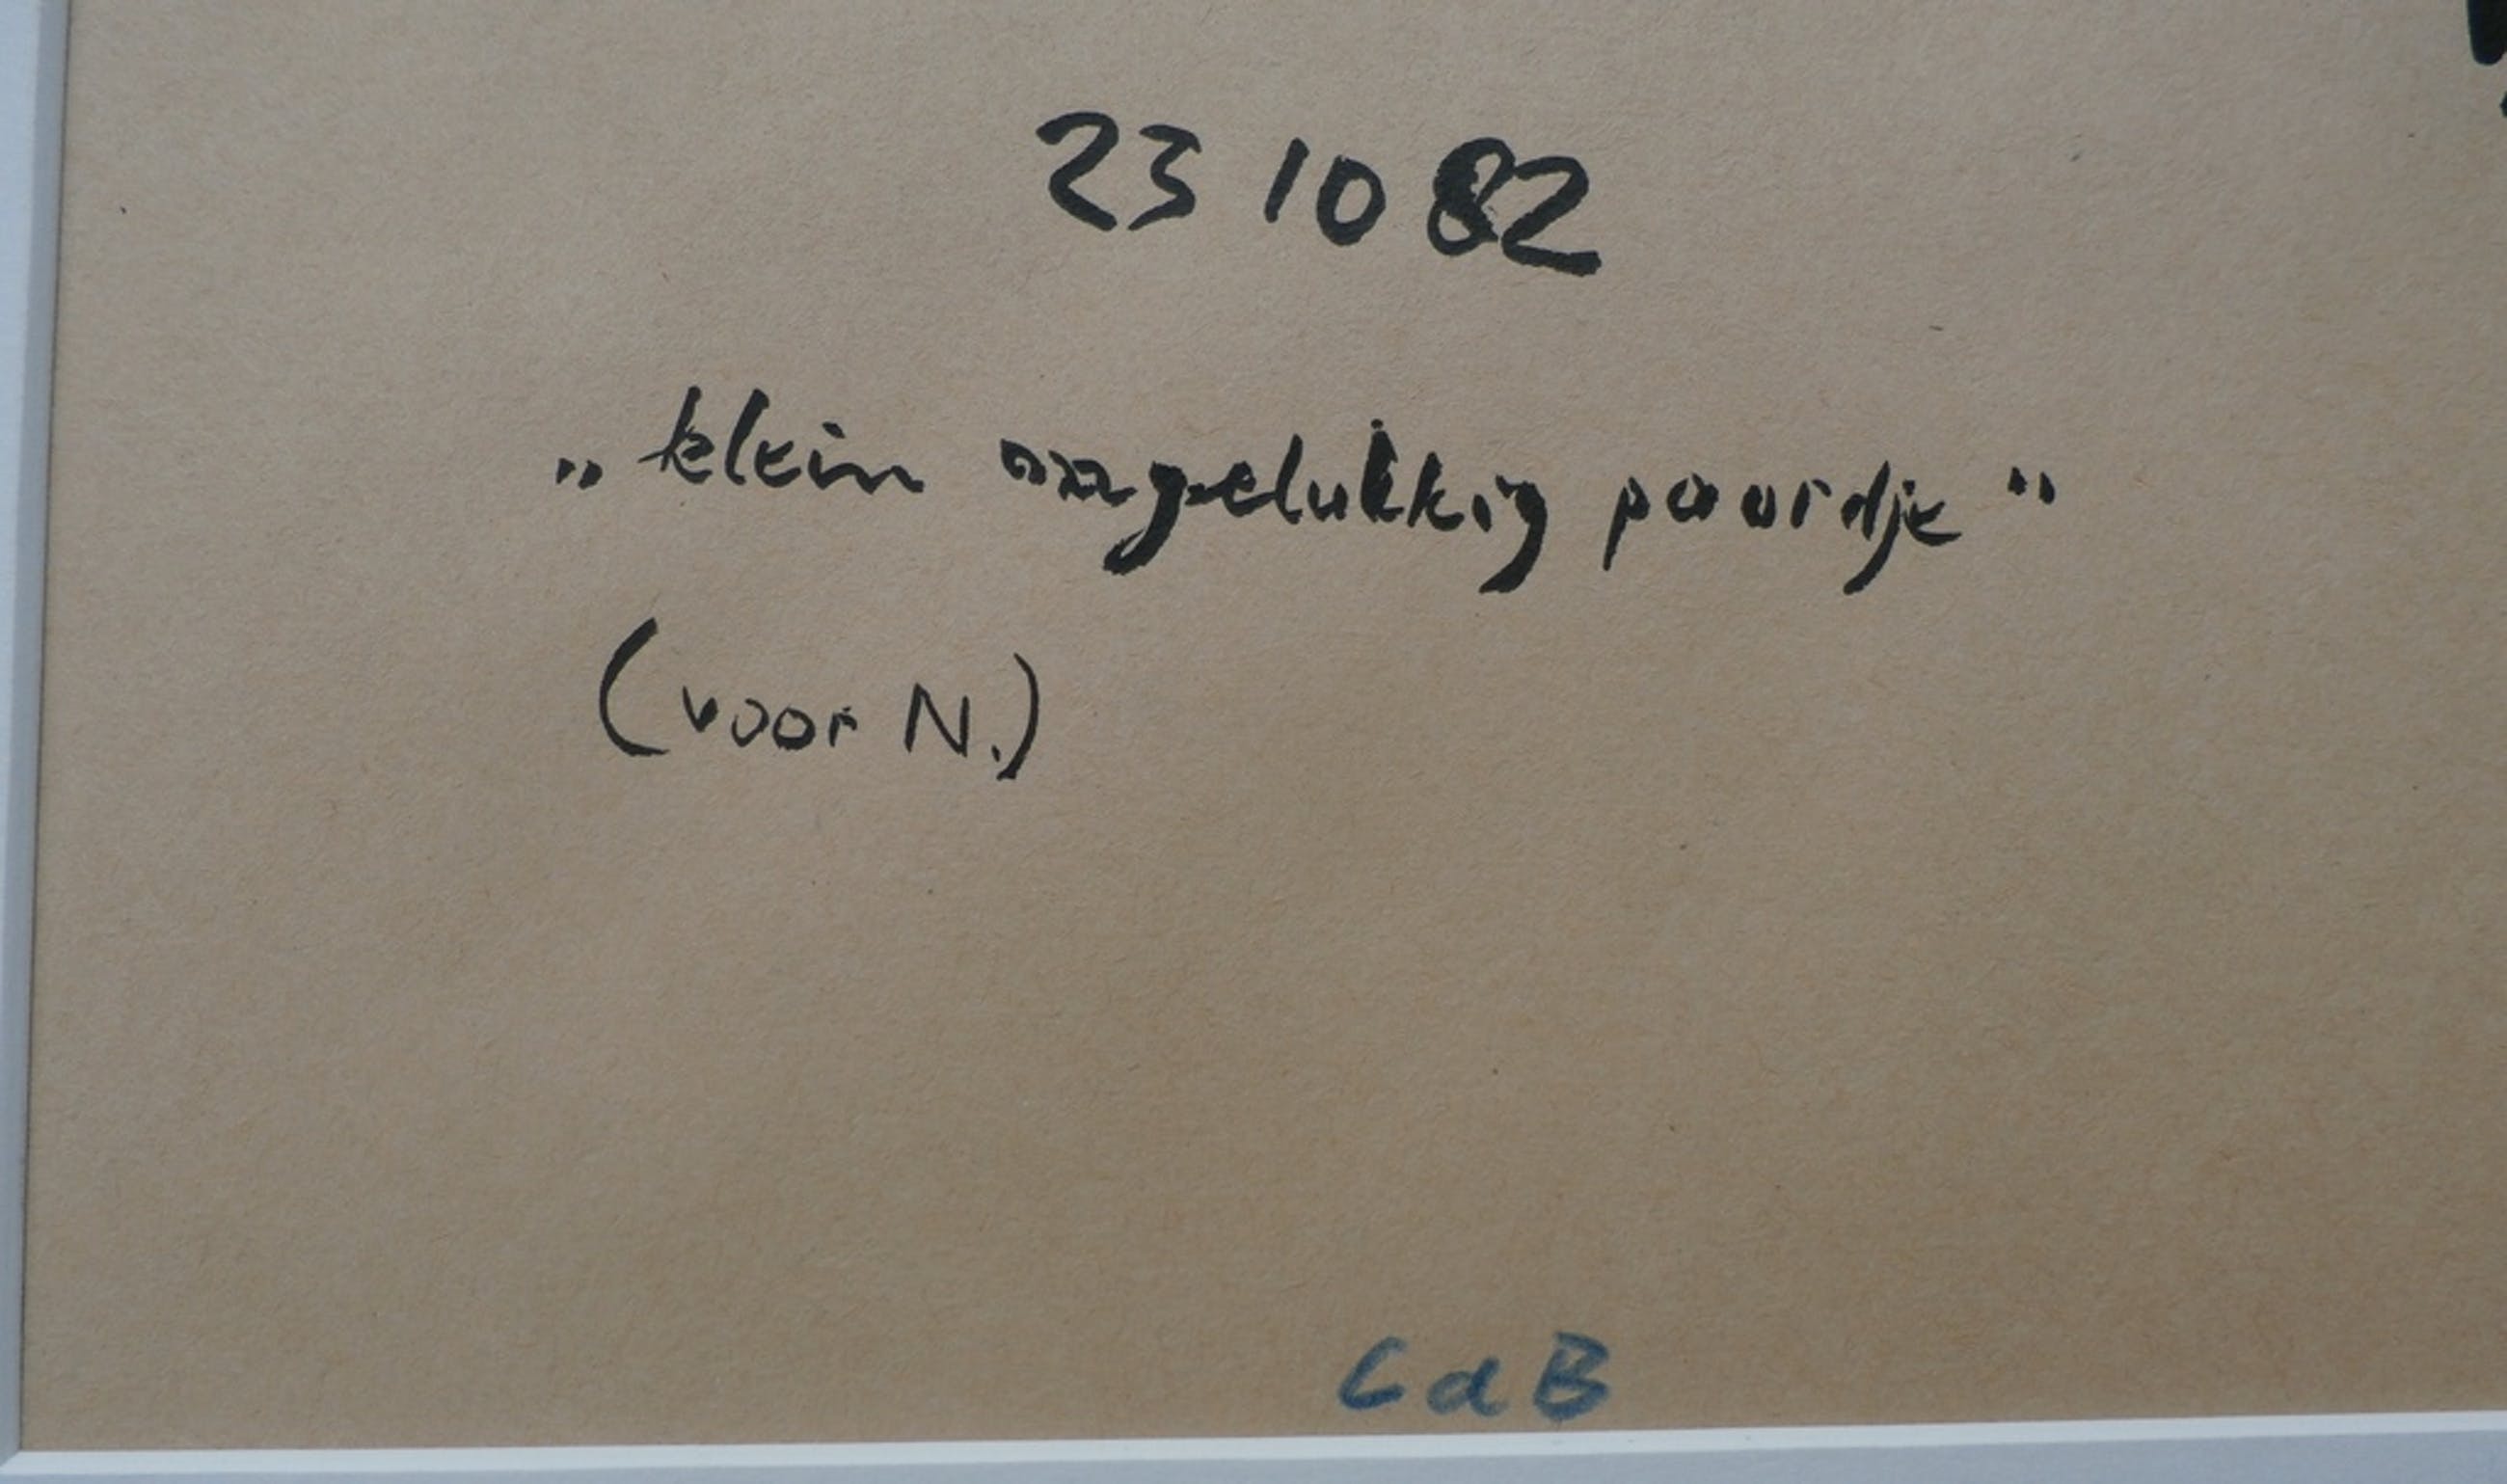 23 10 82
„klein ongelukkig paardje"
(voor N.)
CdB